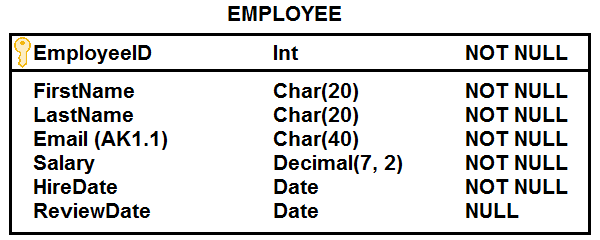 EMPLOYEE
EmployeeID Int NOT NULL
FirstName Char(20) NOT NULL
LastName Char(20) NOT NULL
Email (AK1.1) Char(40) NOT NULL
Salary Decimal(7, 2) NOT NULL
HireDate Date NOT NULL
ReviewDate Date NULL